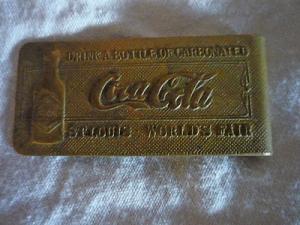 DRINK A BOTTLE OF CARBONATED
Coca-Cola
ST. LOUIS WORLD'S FAIR